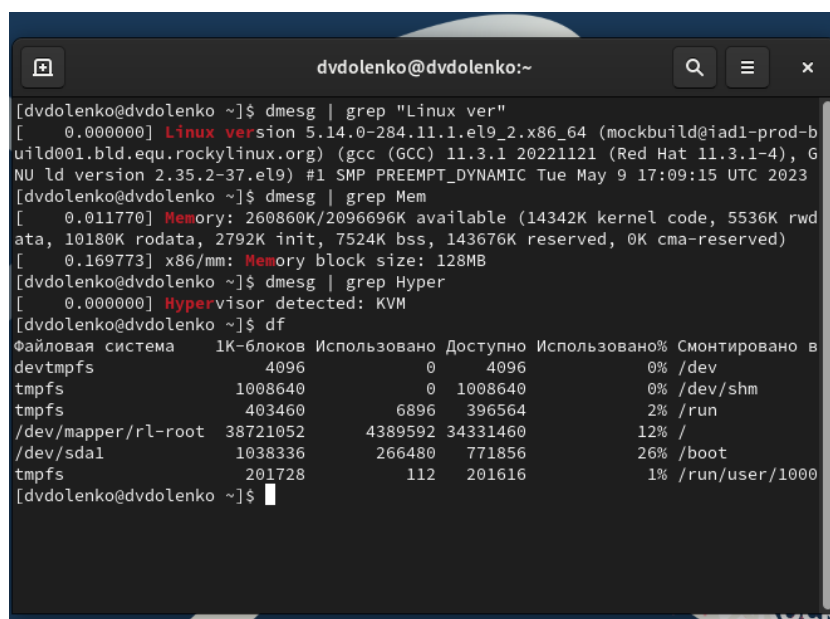 dvdolenko@dvdolenko:~
[dvdolenko@dvdolenko ~]$ dmesg | grep "Linux ver"
[    0.000000] Linux version 5.14.0-284.11.1.el9_2.x86_64 (mockbuild@iad1-prod-b
uild001.bld.equ.rockylinux.org) (gcc (GCC) 11.3.1 20221121 (Red Hat 11.3.1-4), G
NU ld version 2.35.2-37.el9) #1 SMP PREEMPT_DYNAMIC Tue May 9 17:09:15 UTC 2023
[dvdolenko@dvdolenko ~]$ dmesg | grep Mem
[    0.011770] Memory: 260860K/2096696K available (14342K kernel code, 5536K rwd
ata, 10180K rodata, 2792K init, 7524K bss, 143676K reserved, 0K cma-reserved)
[    0.169773] x86/mm: Memory block size: 128MB
[dvdolenko@dvdolenko ~]$ dmesg | grep Hyper
[    0.000000] Hypervisor detected: KVM
[dvdolenko@dvdolenko ~]$ df
Файловая система    1K-блоков Использовано Доступно Использовано% Смонтировано в
devtmpfs                 4096            0     4096            0% /dev
tmpfs                 1008640            0  1008640            0% /dev/shm
tmpfs                  403460         6896   396564            2% /run
/dev/mapper/rl-root  38721052      4389592 34331460           12% /
/dev/sda1             1038336       266480   771856           26% /boot
tmpfs                  201728          112   201616            1% /run/user/1000
[dvdolenko@dvdolenko ~]$